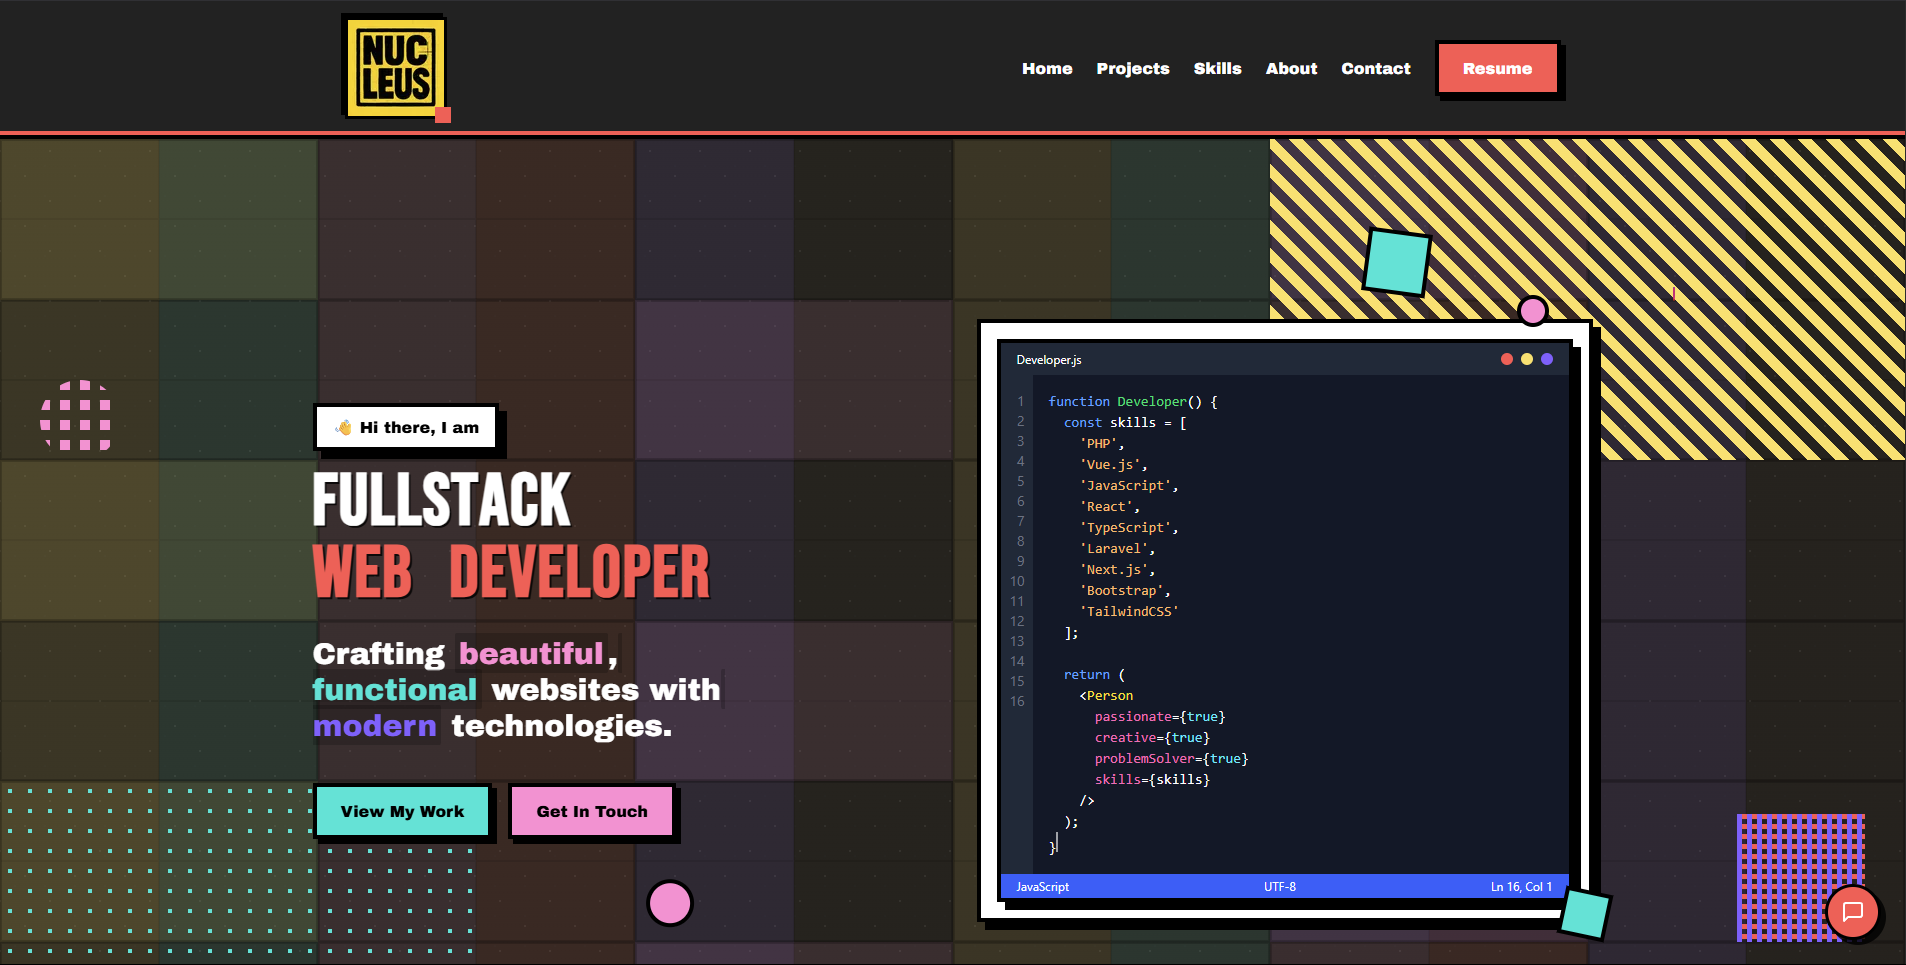 NUC
LEUS
Home Projects Skills About Contact Resume
👋 Hi there, I am
FULLSTACK
WEB DEVELOPER
Crafting beautiful,
functional websites with
modern technologies.
View My Work Get In Touch
Developer.js
1 function Developer() {
2   const skills = [
3     'PHP',
4     'Vue.js',
5     'JavaScript',
6     'React',
7     'TypeScript',
8     'Laravel',
9     'Next.js',
10     'Bootstrap',
11     'TailwindCSS'
12   ];
13
14   return (
15     <Person
16       passionate={true}
      creative={true}
      problemSolver={true}
      skills={skills}
    />
  );
}
JavaScript UTF-8 Ln 16, Col 1